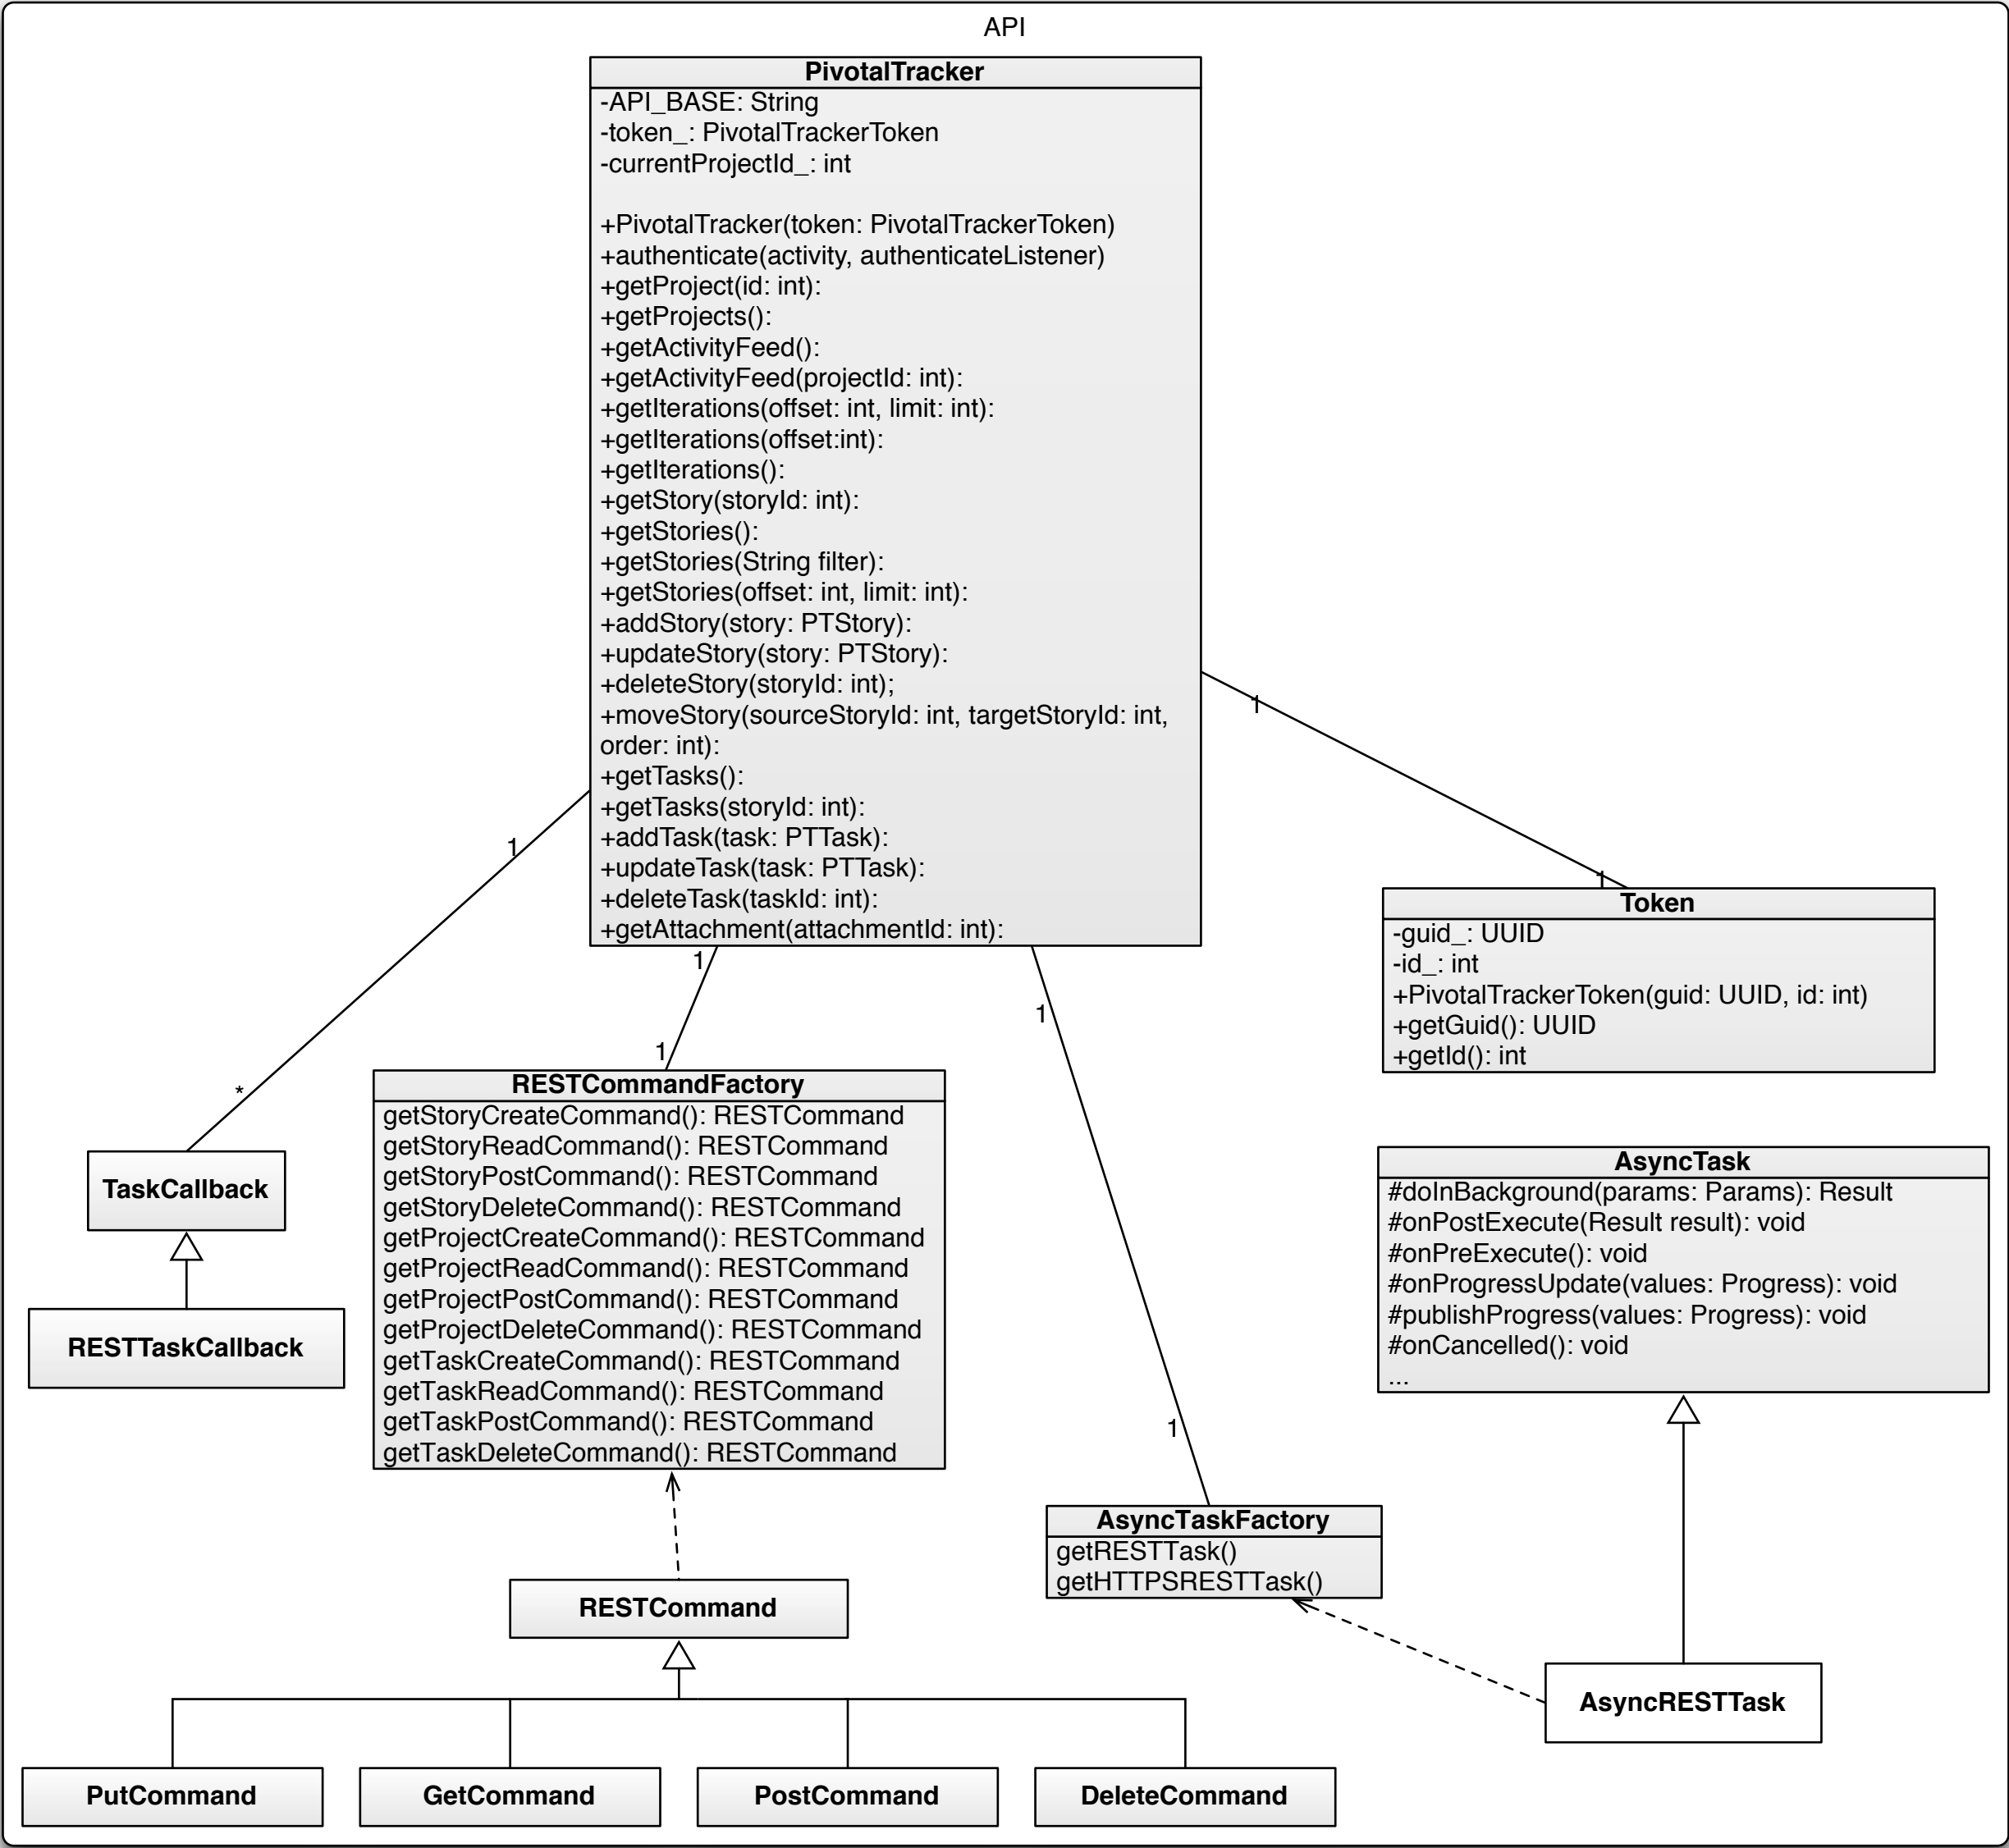 API
PivotalTracker
-API_BASE: String
-token_: PivotalTrackerToken
-currentProjectId_: int
+PivotalTracker(token: PivotalTrackerToken)
+authenticate(activity, authenticateListener)
+getProject(id: int):
+getProjects():
+getActivityFeed():
+getActivityFeed(projectId: int):
+getIterations(offset: int, limit: int):
+getIterations(offset:int):
+getIterations():
+getStory(storyId: int):
+getStories():
+getStories(String filter):
+getStories(offset: int, limit: int):
+addStory(story: PTStory):
+updateStory(story: PTStory):
+deleteStory(storyId: int);
+moveStory(sourceStoryId: int, targetStoryId: int,
order: int):
+getTasks():
+getTasks(storyId: int):
+addTask(task: PTTask):
+updateTask(task: PTTask):
+deleteTask(taskId: int):
+getAttachment(attachmentId: int):
1
1
1
*
1
1
1
1
Token
-guid_: UUID
-id_: int
+PivotalTrackerToken(guid: UUID, id: int)
+getGuid(): UUID
+getId(): int
TaskCallback
RESTTaskCallback
RESTCommandFactory
getStoryCreateCommand(): RESTCommand
getStoryReadCommand(): RESTCommand
getStoryPostCommand(): RESTCommand
getStoryDeleteCommand(): RESTCommand
getProjectCreateCommand(): RESTCommand
getProjectReadCommand(): RESTCommand
getProjectPostCommand(): RESTCommand
getProjectDeleteCommand(): RESTCommand
getTaskCreateCommand(): RESTCommand
getTaskReadCommand(): RESTCommand
getTaskPostCommand(): RESTCommand
getTaskDeleteCommand(): RESTCommand
AsyncTask
#doInBackground(params: Params): Result
#onPostExecute(Result result): void
#onPreExecute(): void
#onProgressUpdate(values: Progress): void
#publishProgress(values: Progress): void
#onCancelled(): void
...
AsyncTaskFactory
getRESTTask()
getHTTPSRESTTask()
RESTCommand
AsyncRESTTask
PutCommand
GetCommand
PostCommand
DeleteCommand